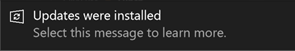 Updates were installed
Select this message to learn more.